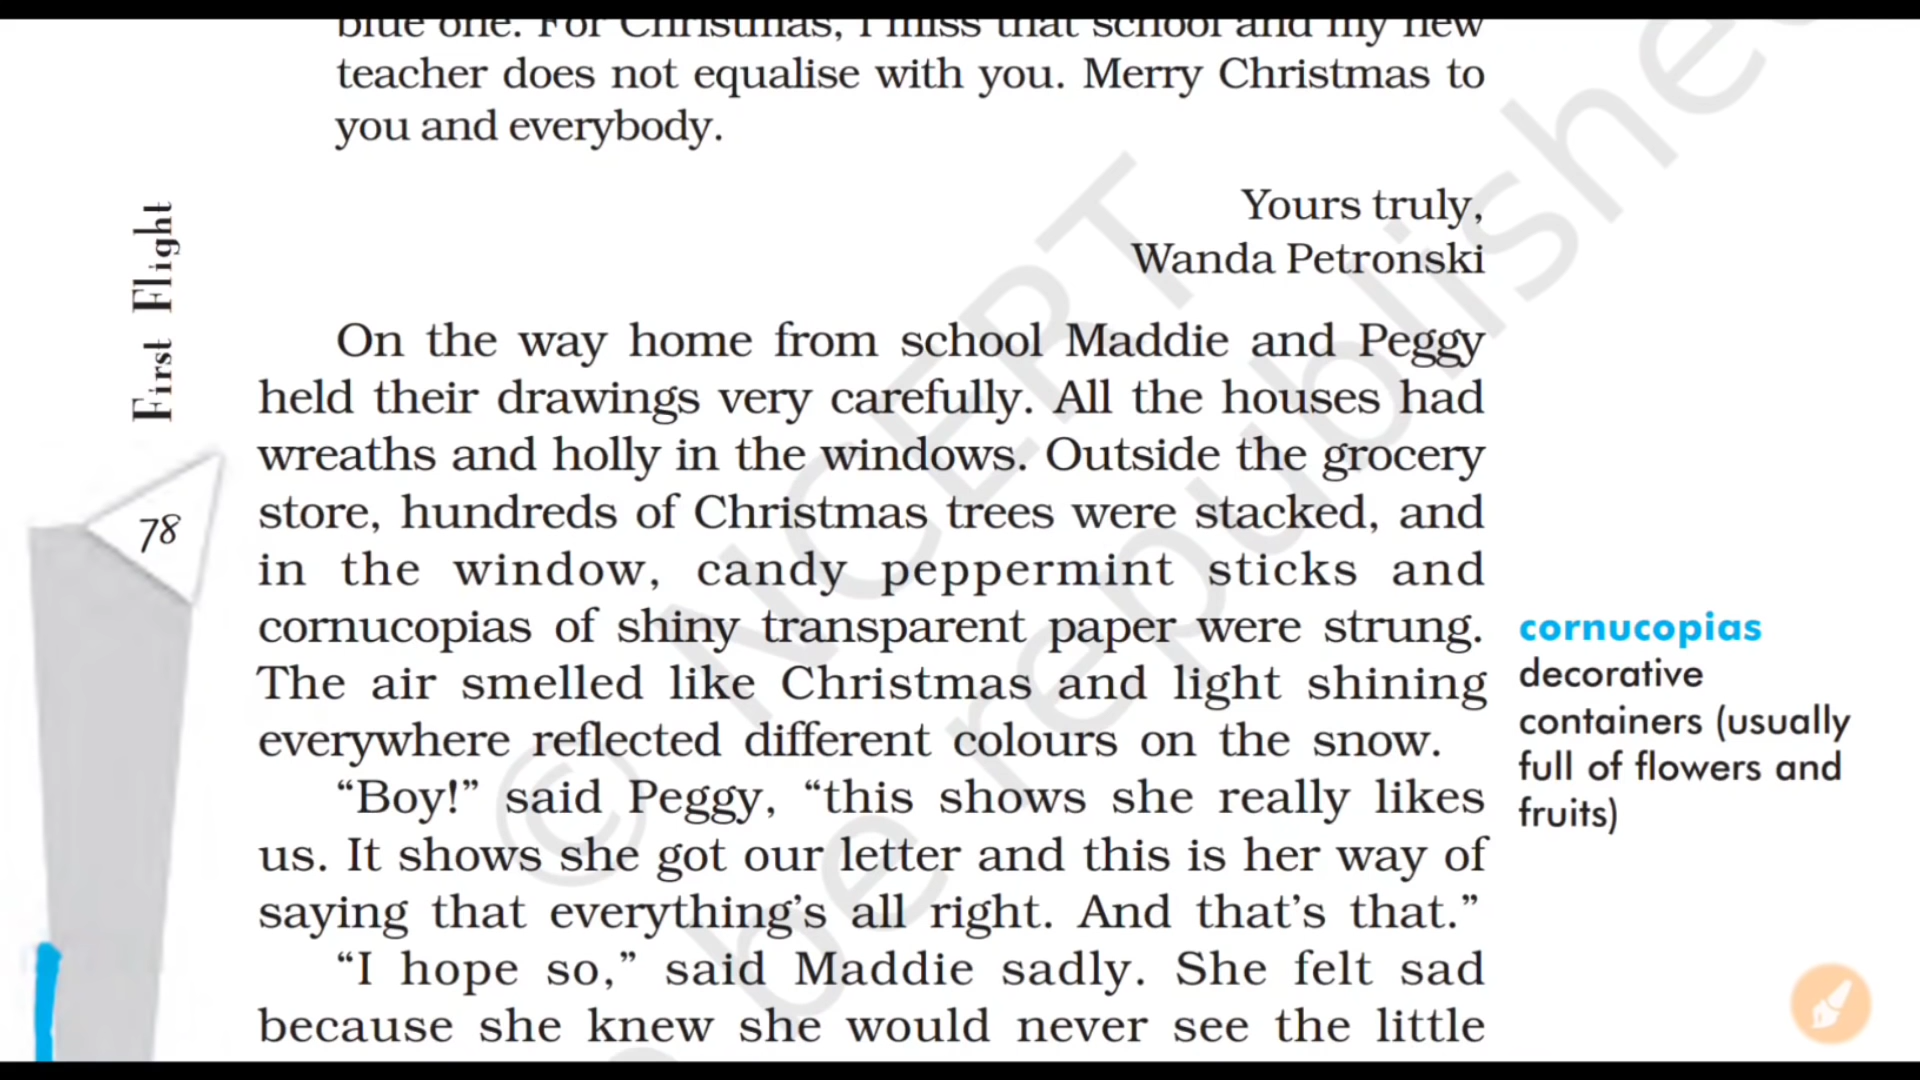 blue one. For Christmas, I miss that school and my new
teacher does not equalise with you. Merry Christmas to
you and everybody.
Yours truly,
Wanda Petronski
First Flight
78
On the way home from school Maddie and Peggy
held their drawings very carefully. All the houses had
wreaths and holly in the windows. Outside the grocery
store, hundreds of Christmas trees were stacked, and
in the window, candy peppermint sticks and
cornucopias of shiny transparent paper were strung.
The air smelled like Christmas and light shining
everywhere reflected different colours on the snow.
“Boy!” said Peggy, “this shows she really likes
us. It shows she got our letter and this is her way of
saying that everything’s all right. And that’s that.”
“I hope so,” said Maddie sadly. She felt sad
because she knew she would never see the little
cornucopias
decorative
containers (usually
full of flowers and
fruits)
© NCERT
be republished